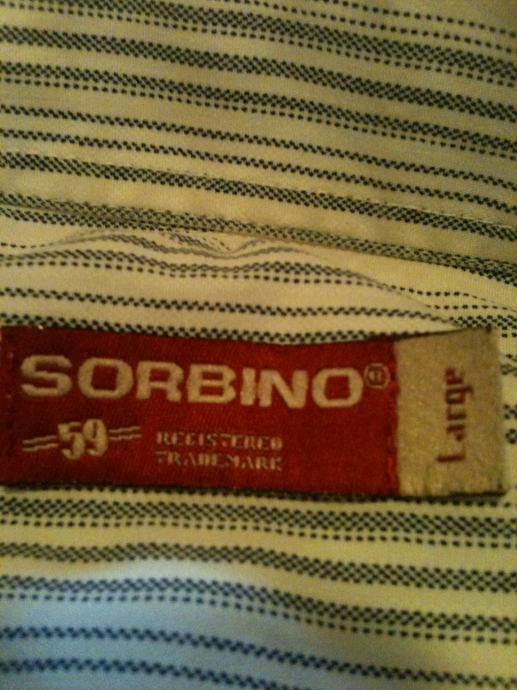 SORBINO®
59
REGISTERED
TRADEMARK
Large